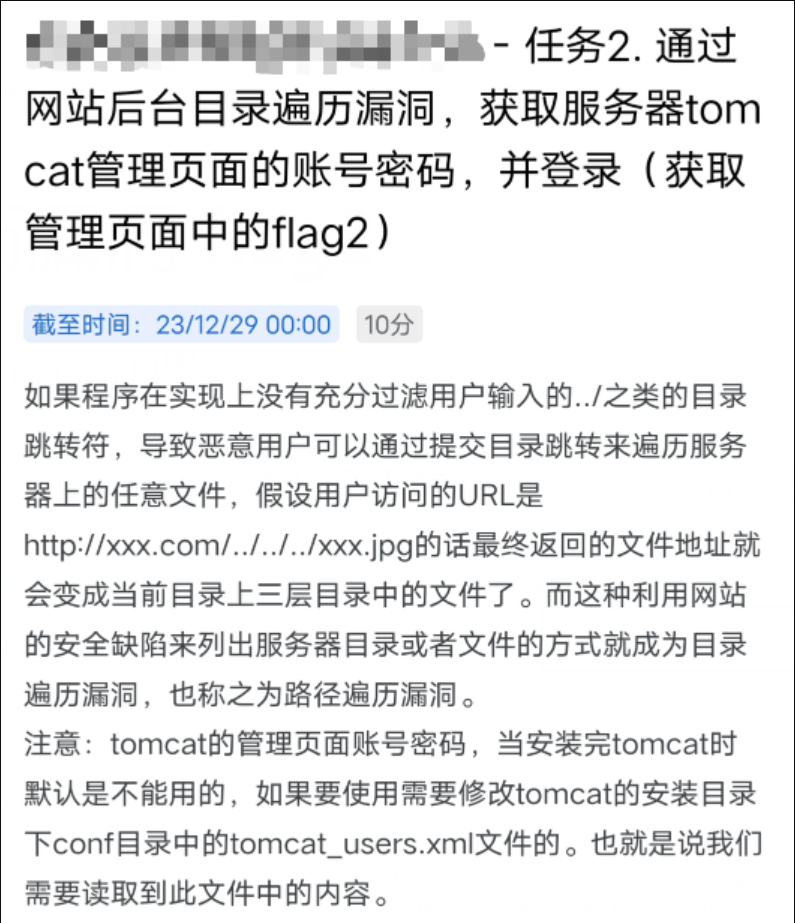 - 任务2. 通过
网站后台目录遍历漏洞，获取服务器tom
cat管理页面的账号密码，并登录（获取
管理页面中的flag2）
截至时间：23/12/29 00:00 10分
如果程序在实现上没有充分过滤用户输入的../之类的目录
跳转符，导致恶意用户可以通过提交目录跳转来遍历服务
器上的任意文件，假设用户访问的URL是
http://xxx.com/../../../xxx.jpg的话最终返回的文件地址就
会变成当前目录上三层目录中的文件了。而这种利用网站
的安全缺陷来列出服务器目录或者文件的方式就成为目录
遍历漏洞，也称之为路径遍历漏洞。
注意：tomcat的管理页面账号密码，当安装完tomcat时
默认是不能用的，如果要使用需要修改tomcat的安装目录
下conf目录中的tomcat_users.xml文件的。也就是说我们
需要读取到此文件中的内容。